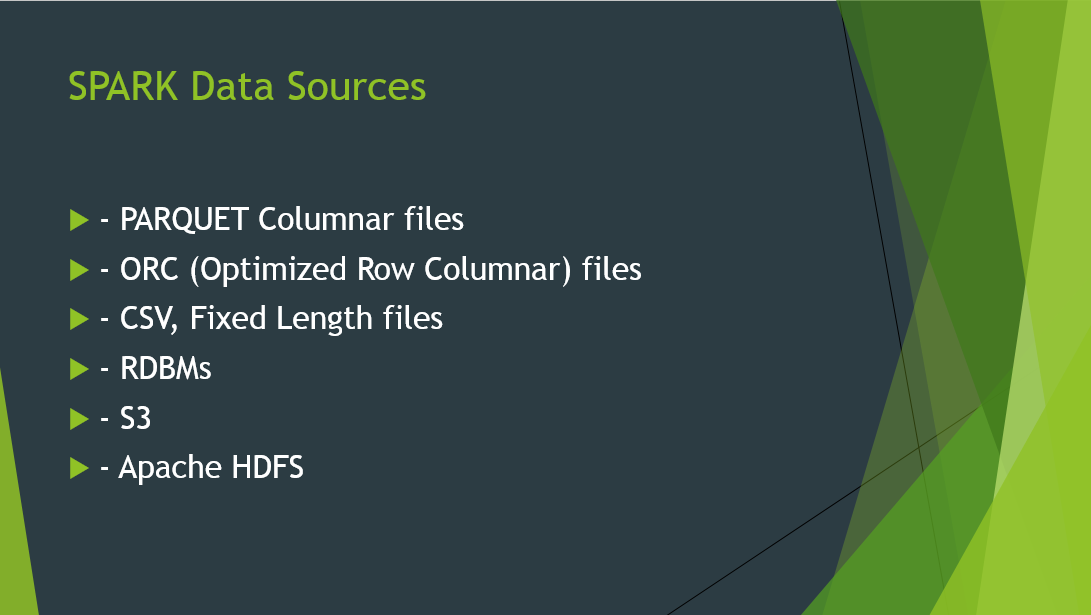 SPARK Data Sources
- PARQUET Columnar files
- ORC (Optimized Row Columnar) files
- CSV, Fixed Length files
- RDBMs
- S3
- Apache HDFS